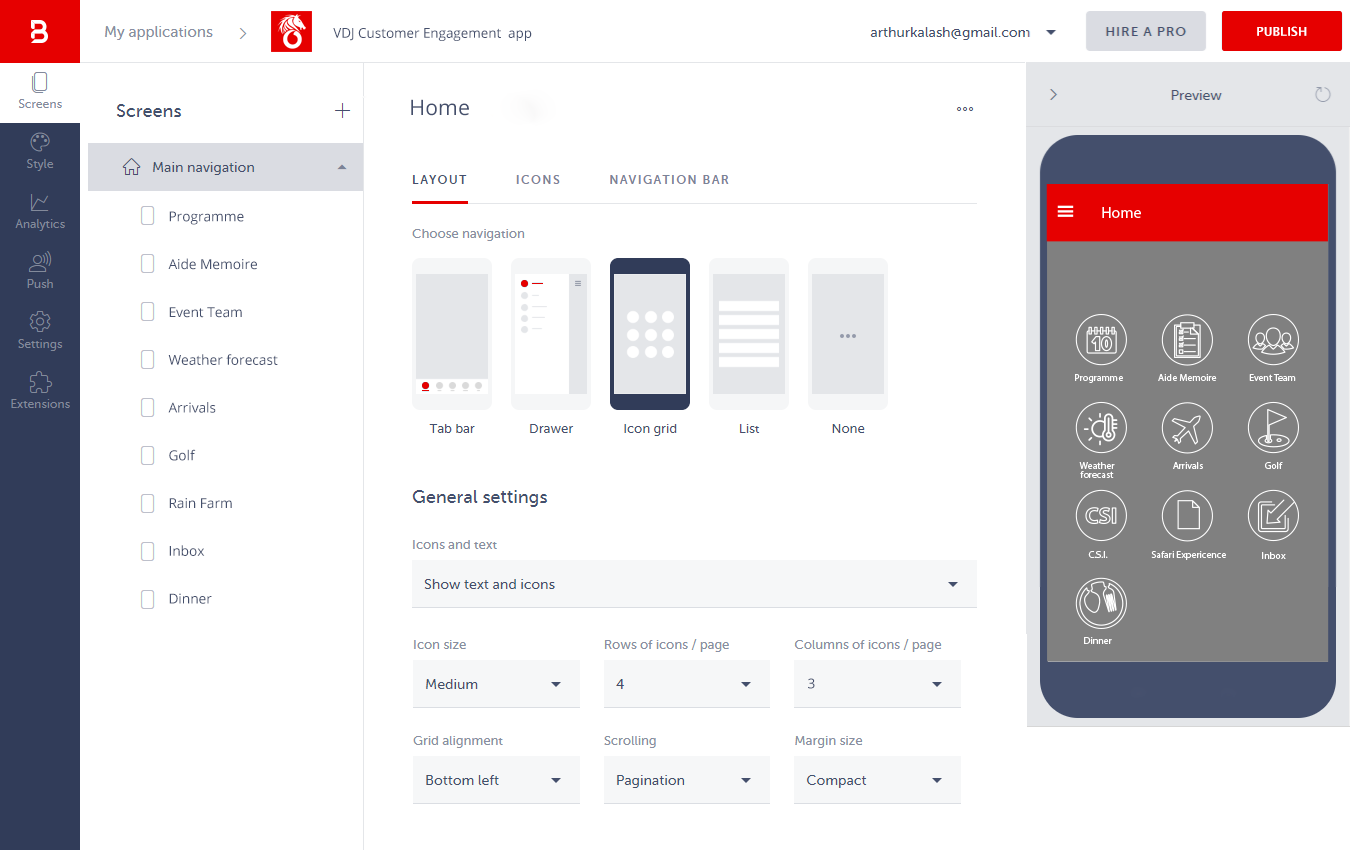 B
My applications
VDJ Customer Engagement app
arthurkalash@gmail.com
HIRE A PRO
PUBLISH
Screens
Style
Analytics
Push
Settings
Extensions
Screens
Main navigation
Programme
Aide Memoire
Event Team
Weather forecast
Arrivals
Golf
Rain Farm
Inbox
Dinner
Home
LAYOUT
ICONS
NAVIGATION BAR
Choose navigation
Tab bar
Drawer
Icon grid
List
None
General settings
Icons and text
Show text and icons
Icon size
Rows of icons / page
Columns of icons / page
Medium
4
3
Grid alignment
Scrolling
Margin size
Bottom left
Pagination
Compact
Preview
Home
10
Programme
Aide Memoire
Event Team
Weather
forecast
Arrivals
Golf
CSI
C.S.I.
Safari Expericence
Inbox
Dinner